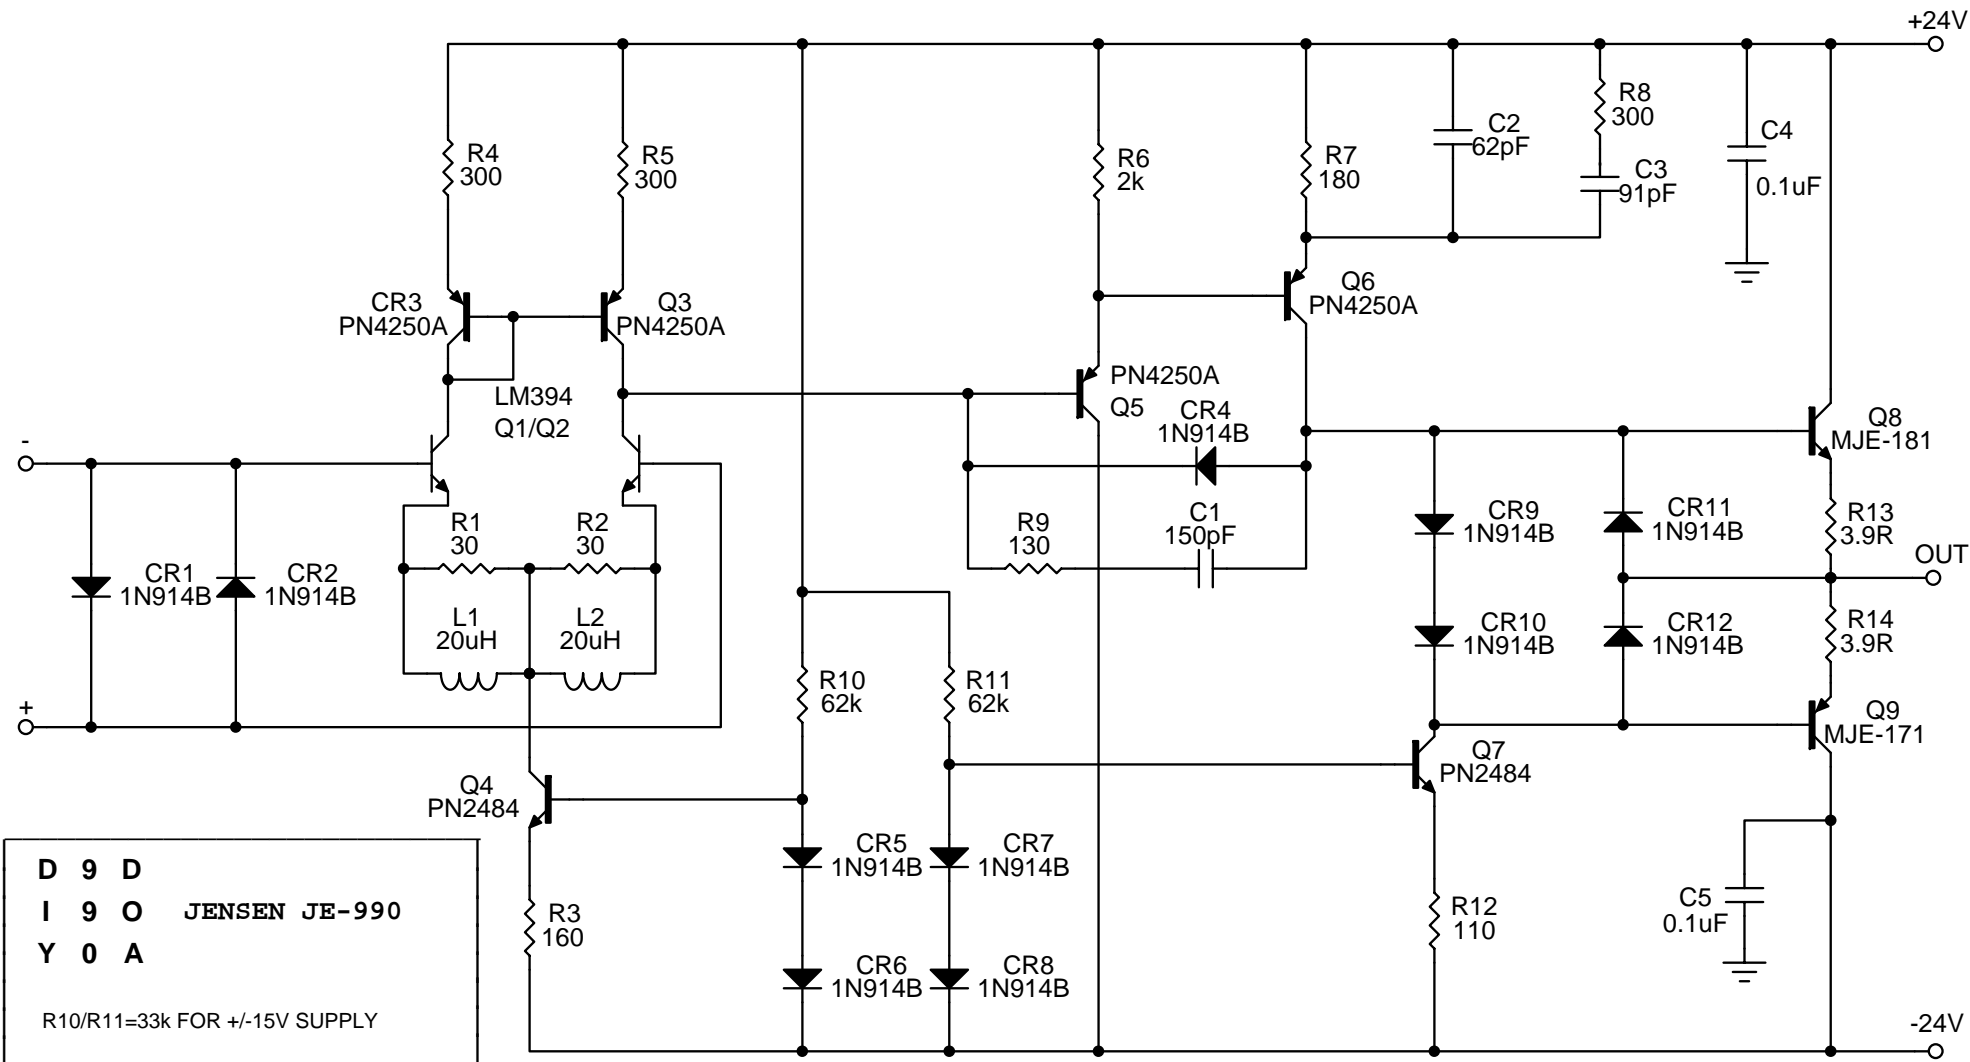 +24V
R4
300
R5
300
R6
2k
R7
180
C2
62pF
R8
300
C3
91pF
C4
0.1uF
CR3
PN4250A
Q3
PN4250A
Q6
PN4250A
LM394
Q1/Q2
PN4250A
Q5
CR4
1N914B
Q8
MJE-181
-
R1
30
R2
30
R9
130
C1
150pF
CR9
1N914B
CR11
1N914B
R13
3.9R
OUT
CR1
1N914B
CR2
1N914B
L1
20uH
L2
20uH
CR10
1N914B
CR12
1N914B
R14
3.9R
R10
62k
R11
62k
+
Q9
MJE-171
Q4
PN2484
Q7
PN2484
CR5
1N914B
CR7
1N914B
R3
160
R12
110
C5
0.1uF
CR6
1N914B
CR8
1N914B
D 9 D
I 9 O JENSEN JE-990
Y 0 A
R10/R11=33k FOR +/-15V SUPPLY
-24V